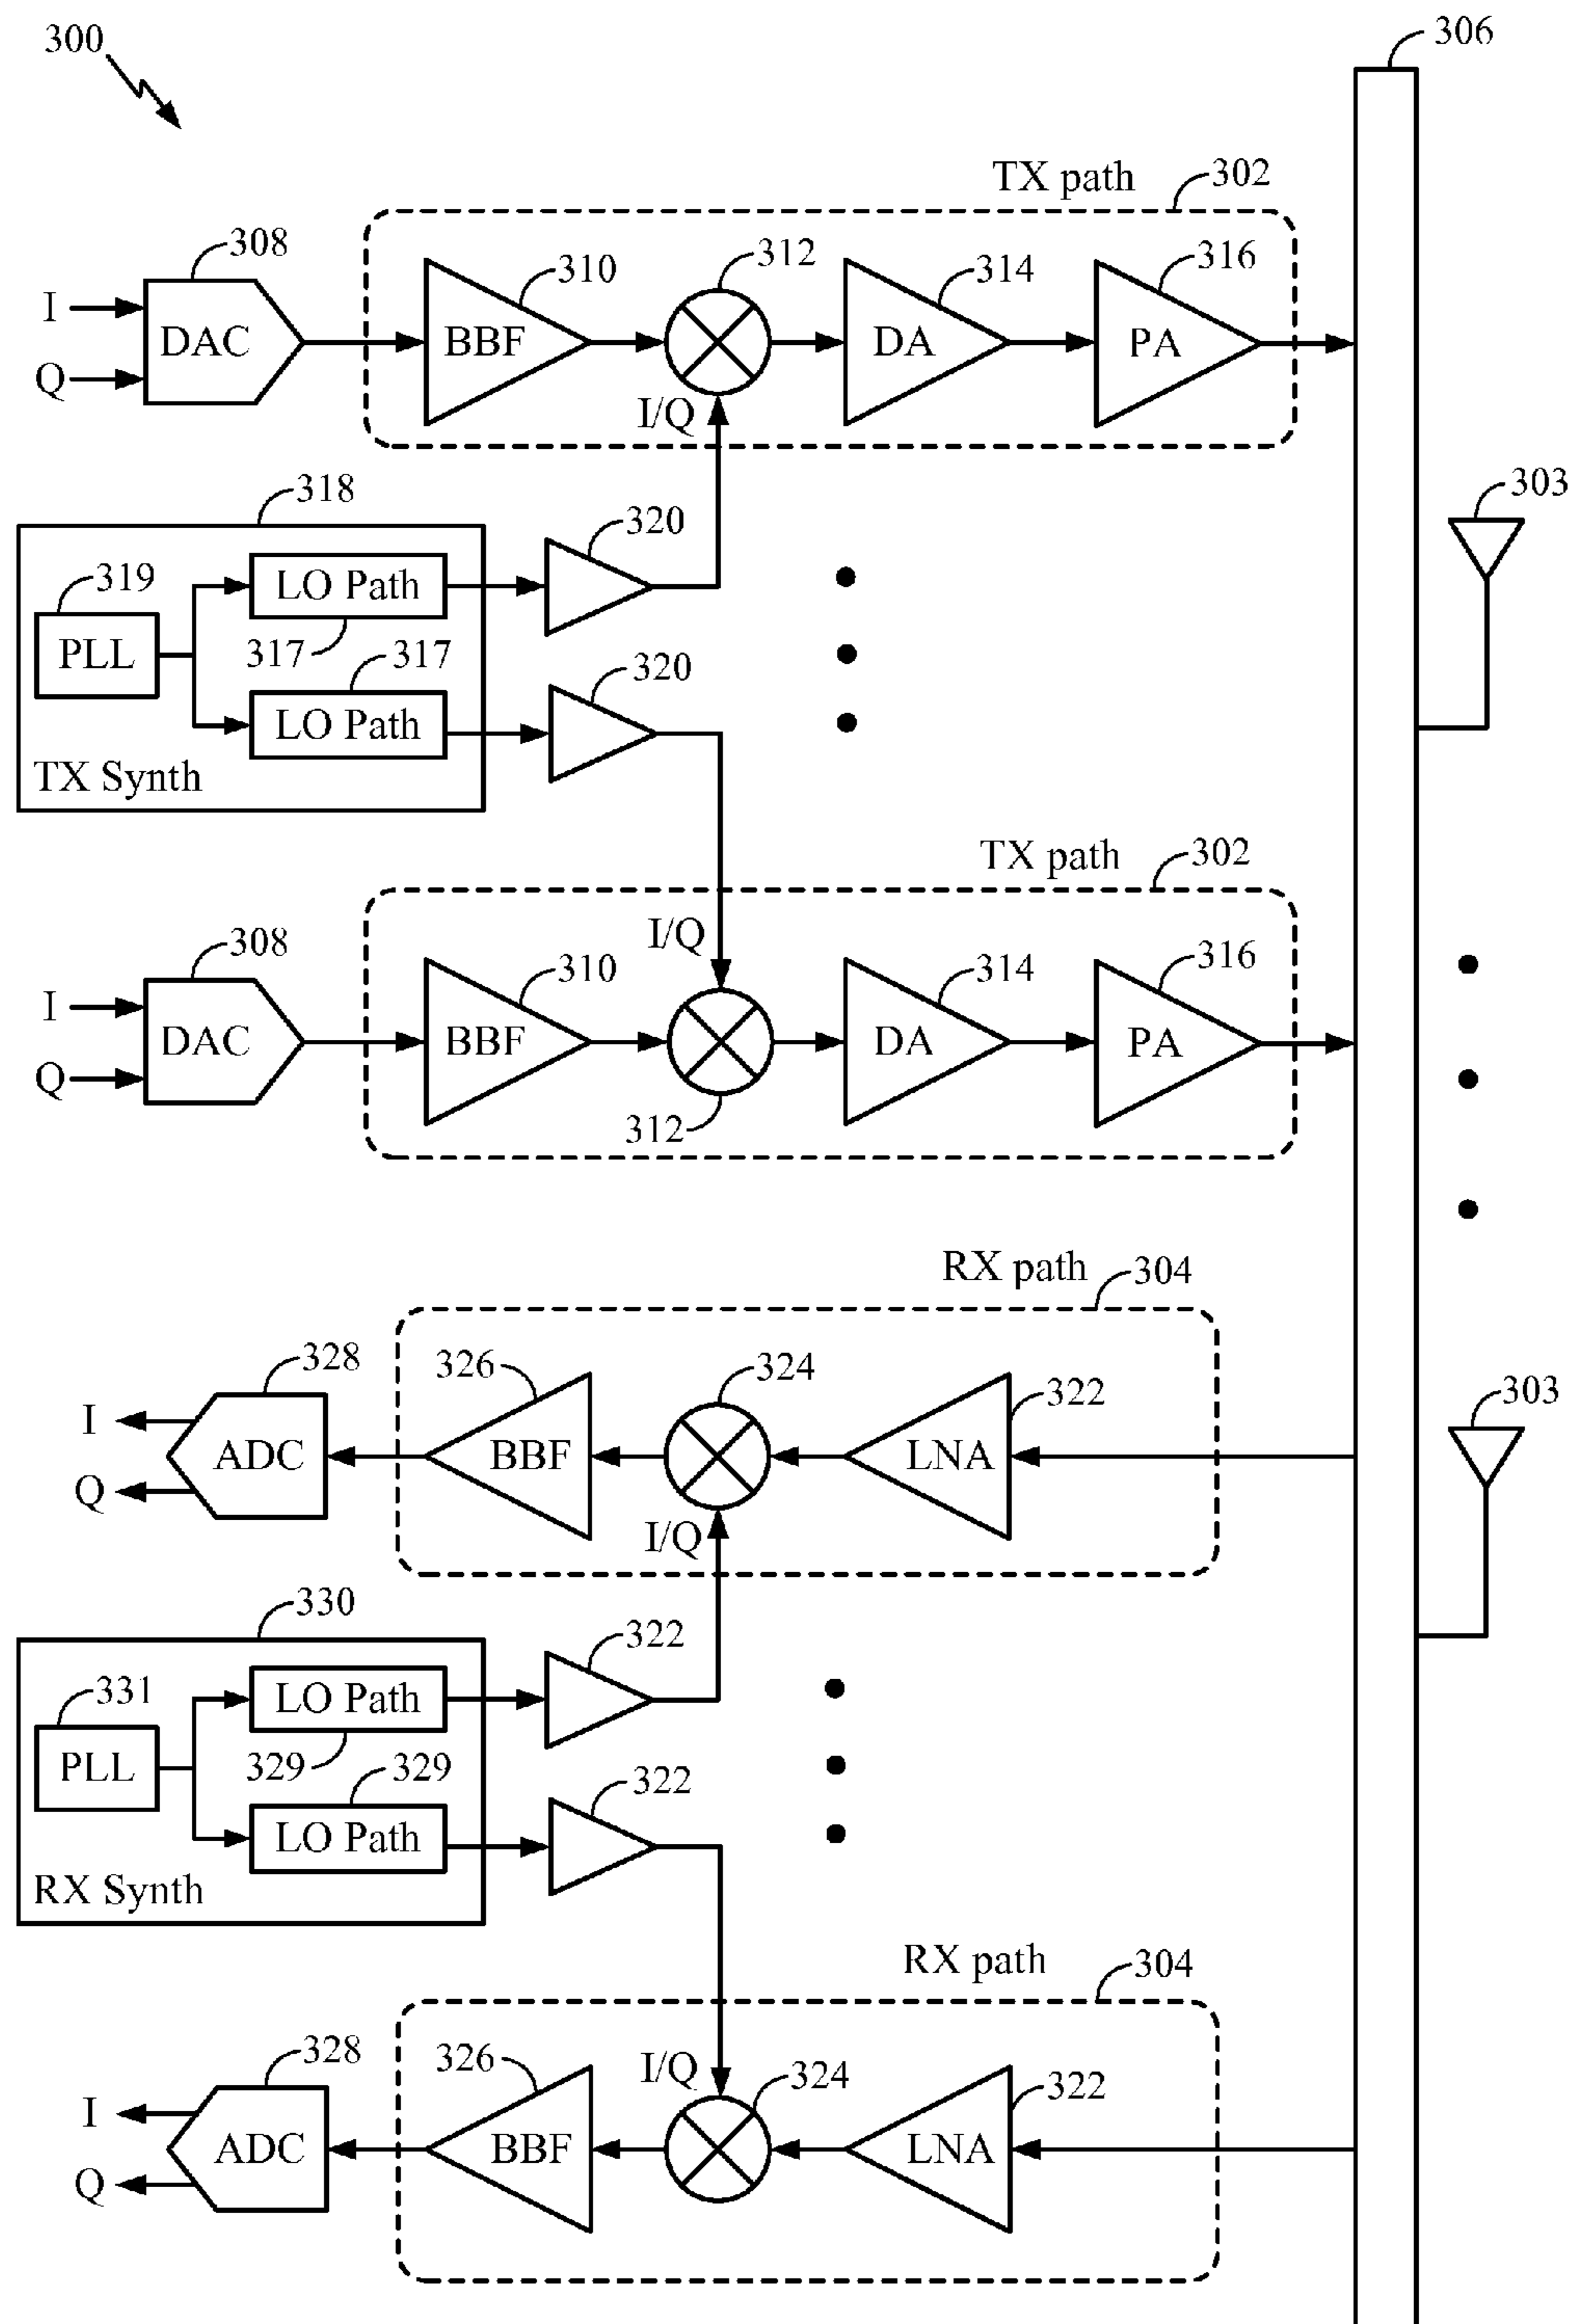 300
306
TX path
302
308
310
312
314
316
I
DAC
BBF
DA
PA
Q
I/Q
318
303
320
319
LO Path
PLL
317
317
320
LO Path
TX Synth
TX path
302
308
I/Q
310
314
316
I
DAC
BBF
DA
PA
Q
312
RX path
304
328
326
324
322
303
I
ADC
BBF
LNA
Q
I/Q
330
322
331
LO Path
PLL
329
329
322
LO Path
RX Synth
RX path
304
328
326
I/Q
324
322
I
ADC
BBF
LNA
Q